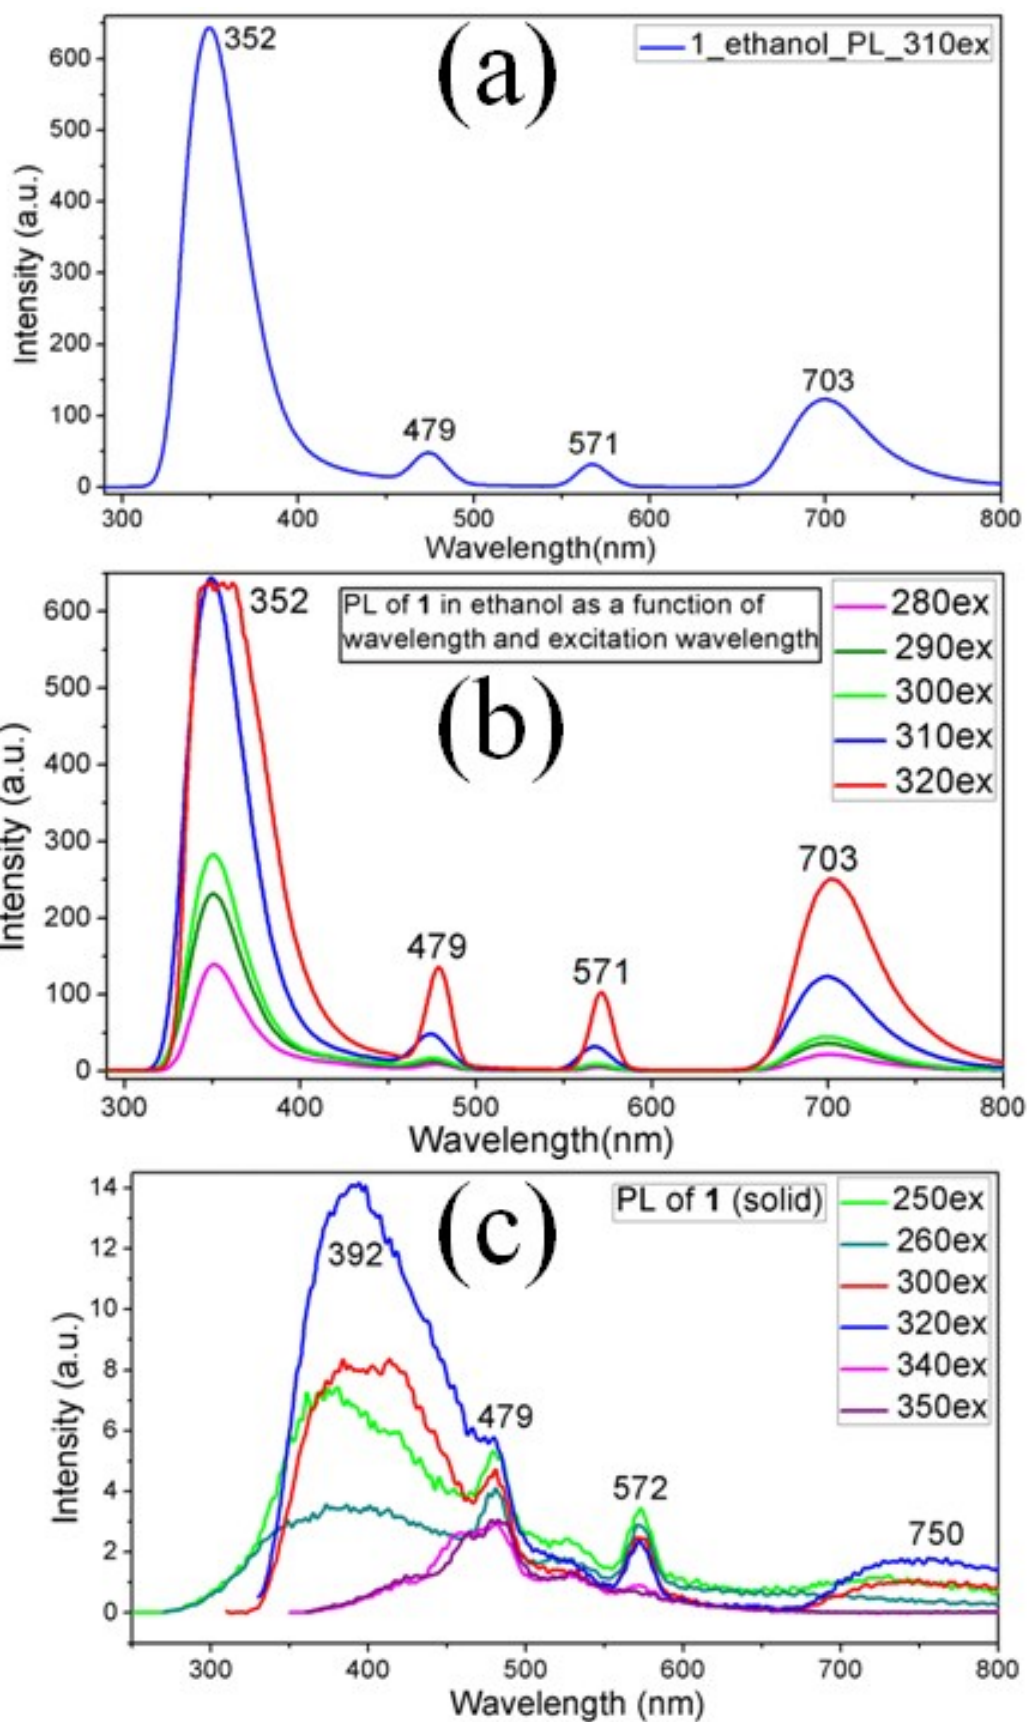 352
(a)
1_ethanol_PL_310ex
600
500
400
300
200
100
0
Intensity (a.u.)
479
571
703
300 400 500 600 700 800
Wavelength(nm)
352
PL of 1 in ethanol as a function of
wavelength and excitation wavelength
(b)
280ex
290ex
300ex
310ex
320ex
600
500
400
300
200
100
0
Intensity (a.u.)
479
571
703
300 400 500 600 700 800
Wavelength(nm)
14
12
10
8
6
4
2
0
Intensity (a.u.)
392
(c)
PL of 1 (solid)
250ex
260ex
300ex
320ex
340ex
350ex
479
572
750
300 400 500 600 700 800
Wavelength (nm)